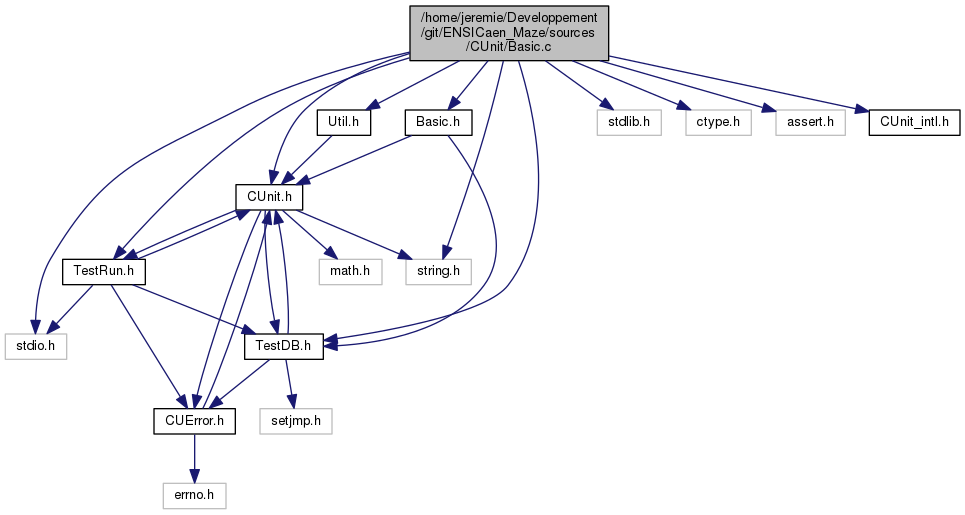 /home/jeremie/Developpement
/git/ENSICaen_Maze/sources
/CUnit/Basic.c
Util.h
Basic.h
stdlib.h
ctype.h
assert.h
CUnit_intl.h
CUnit.h
TestRun.h
math.h
string.h
stdio.h
TestDB.h
CUError.h
setjmp.h
errno.h